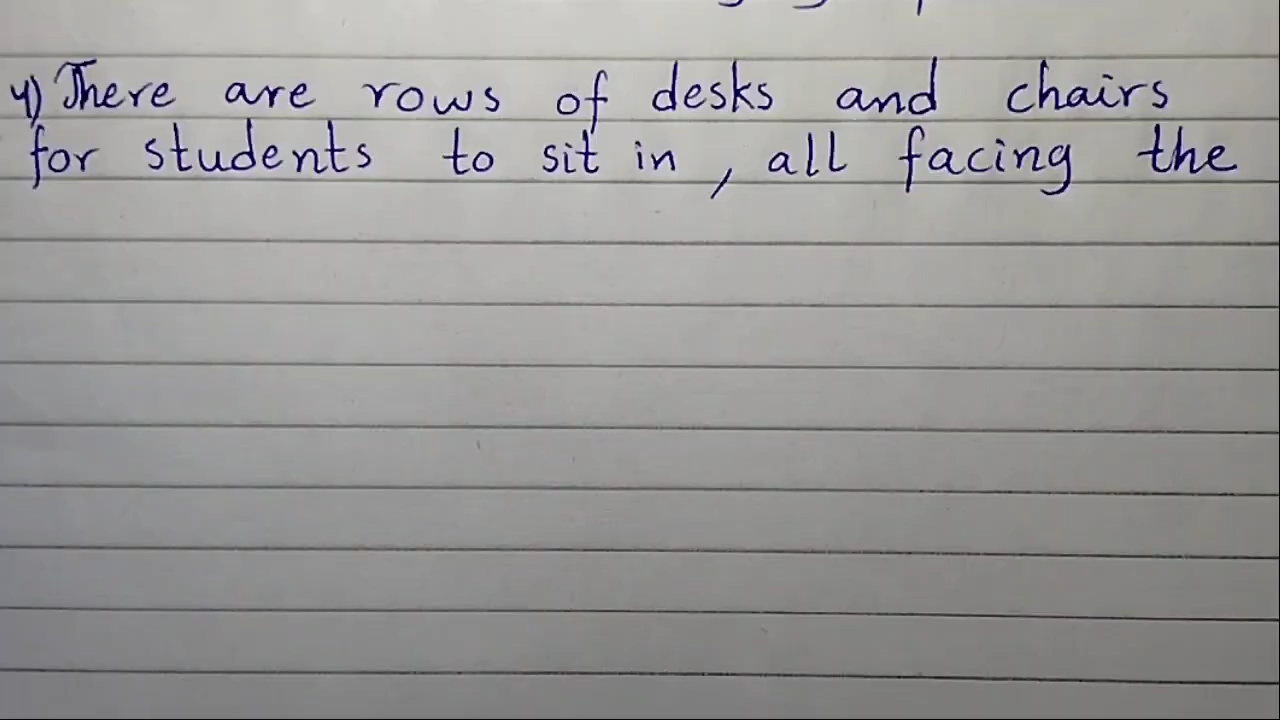 4) There are rows of desks and chairs
for students to sit in, all facing the